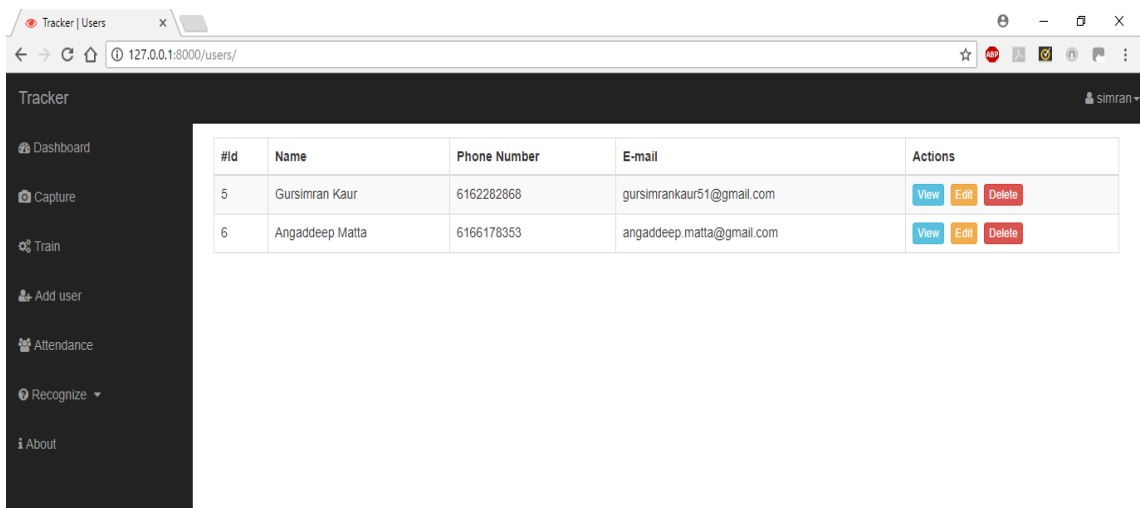 Tracker | Users
127.0.0.1:8000/users/
ABP
Tracker
simran
Dashboard
Capture
Train
Add user
Attendance
Recognize
About
#Id Name Phone Number E-mail Actions
5 Gursimran Kaur 6162282868 gursimrankaur51@gmail.com View Edit Delete
6 Angaddeep Matta 6166178353 angaddeep.matta@gmail.com View Edit Delete